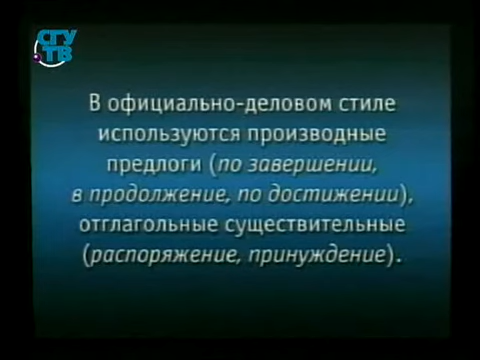 СГУ
ТВ
В официально-деловом стиле
используются производные
предлоги (по завершении,
в продолжение, по достижении),
отглагольные существительные
(распоряжение, принуждение).